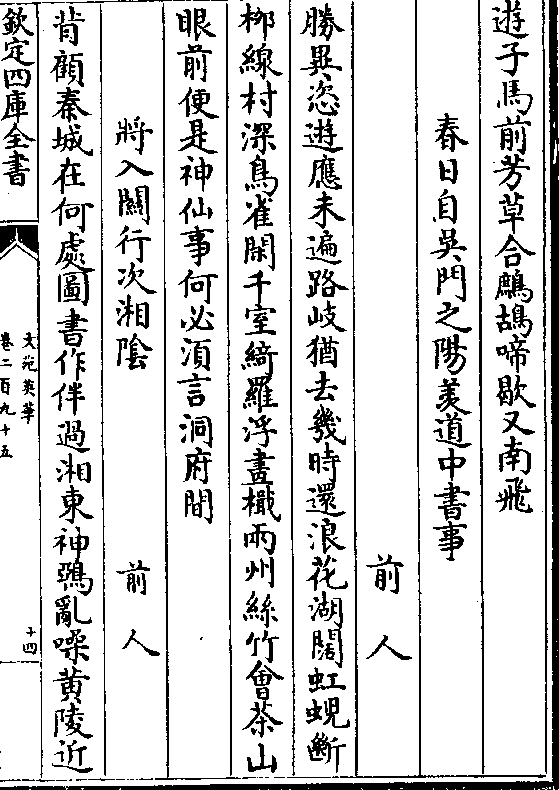 遊子馬前芳草合鷓鴣啼歇又南飛
春日自吳門之陽羡道中書事
前人
勝異恣遊應未遍路岐猶去幾時還浪花湖闊虹蜺斷
柳線村深鳥雀閒千室綺羅浮畫檝兩州絲竹會茶山
眼前便是神仙事何必須言洞府間
將入關行次湘陰
前人
背顧秦城在何處圖書作伴過湘東神鴉亂噪黄陵近
欽定四庫全書
文苑英華
卷二百九十五
十四